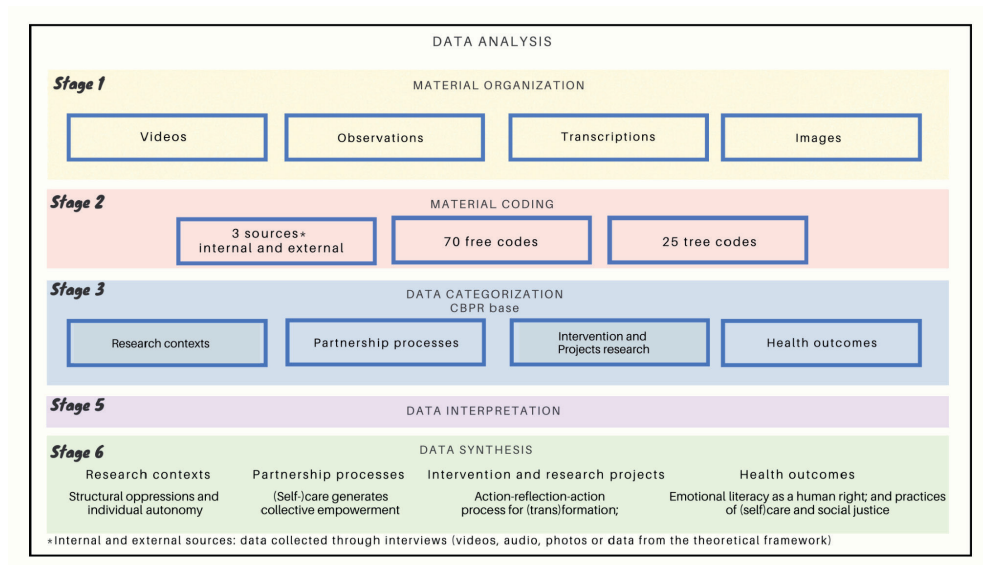 DATA ANALYSIS
Stage 1
MATERIAL ORGANIZATION
Videos
Observations
Transcriptions
Images
Stage 2
MATERIAL CODING
3 sources*
internal and external
70 free codes
25 tree codes
Stage 3
DATA CATEGORIZATION
CBPR base
Research contexts
Partnership processes
Intervention and
Projects research
Health outcomes
Stage 5
DATA INTERPRETATION
Stage 6
DATA SYNTHESIS
Research contexts
Structural oppressions and
individual autonomy
Partnership processes
(Self-)care generates
collective empowerment
Intervention and research projects
Action-reflection-action
process for (trans)formation;
Health outcomes
Emotional literacy as a human right; and practices
of (self)care and social justice
*Internal and external sources: data collected through interviews (videos, audio, photos or data from the theoretical framework)